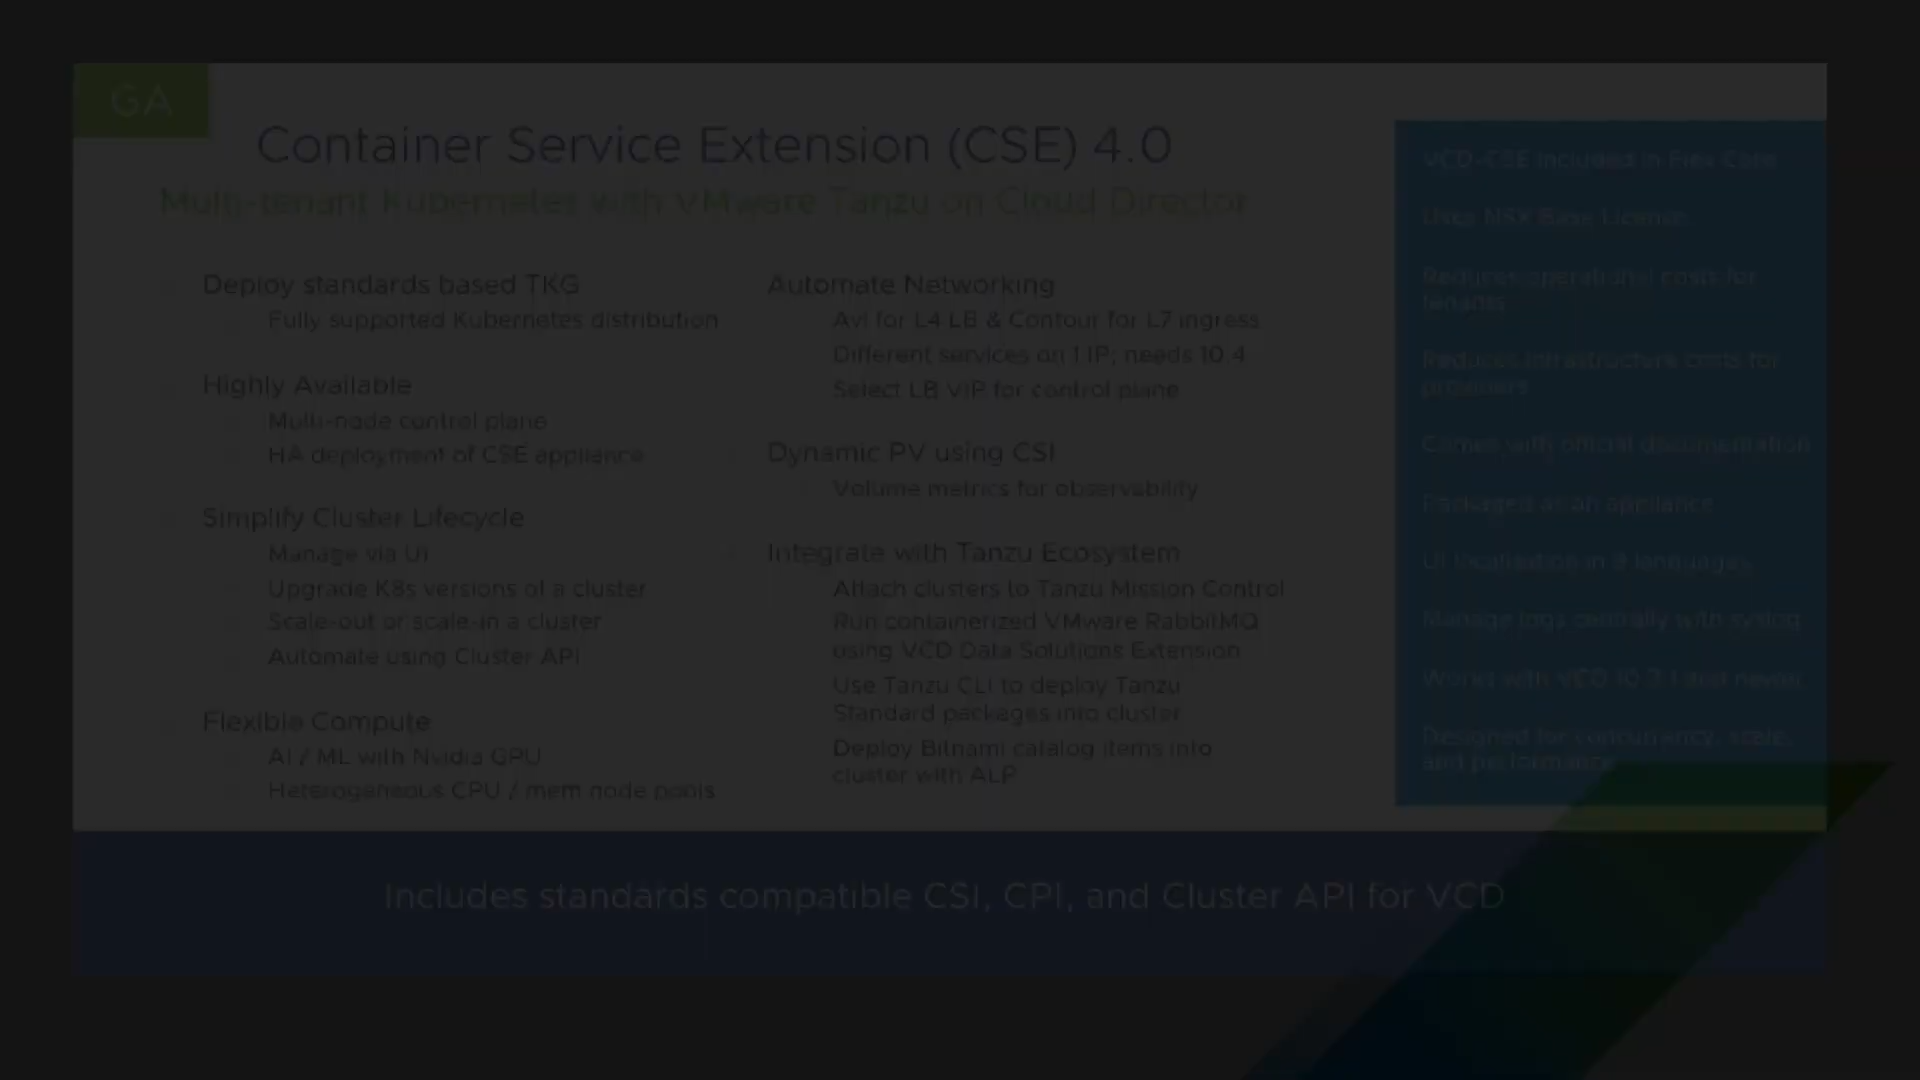 GA
Container Service Extension (CSE) 4.0
Multi-tenant Kubernetes with VMware Tanzu on Cloud Director
Deploy standards based TKG
Fully supported Kubernetes distribution
Highly Available
Multi-node control plane
HA deployment of CSE appliance
Simplify Cluster Lifecycle
Manage via UI
Upgrade K8s versions of a cluster
Scale-out or scale-in a cluster
Automate using Cluster API
Flexible Compute
AI / ML with Nvidia GPU
Heterogeneous CPU / mem node pools
Automate Networking
Avi for L4 LB & Contour for L7 ingress
Different services on 1 IP; needs 10.4
Select LB VIP for control plane
Dynamic PV using CSI
Volume metrics for observability
Integrate with Tanzu Ecosystem
Attach clusters to Tanzu Mission Control
Run containerized VMware RabbitMQ
using VCD Data Solutions Extension
Use Tanzu CLI to deploy Tanzu
Standard packages into cluster
Deploy Bitnami catalog items into
cluster with ALP
VCD-CSE included in Flex Core
Uses NSX Base License
Reduces operational costs for
tenants
Reduces infrastructure costs for
providers
Comes with official documentation
Packaged as an appliance
UI localization in 9 languages
Manage logs centrally with syslog
Works with VCD 10.3.1 and newer
Designed for concurrency, scale,
and performance
Includes standards compatible CSI, CPI, and Cluster API for VCD